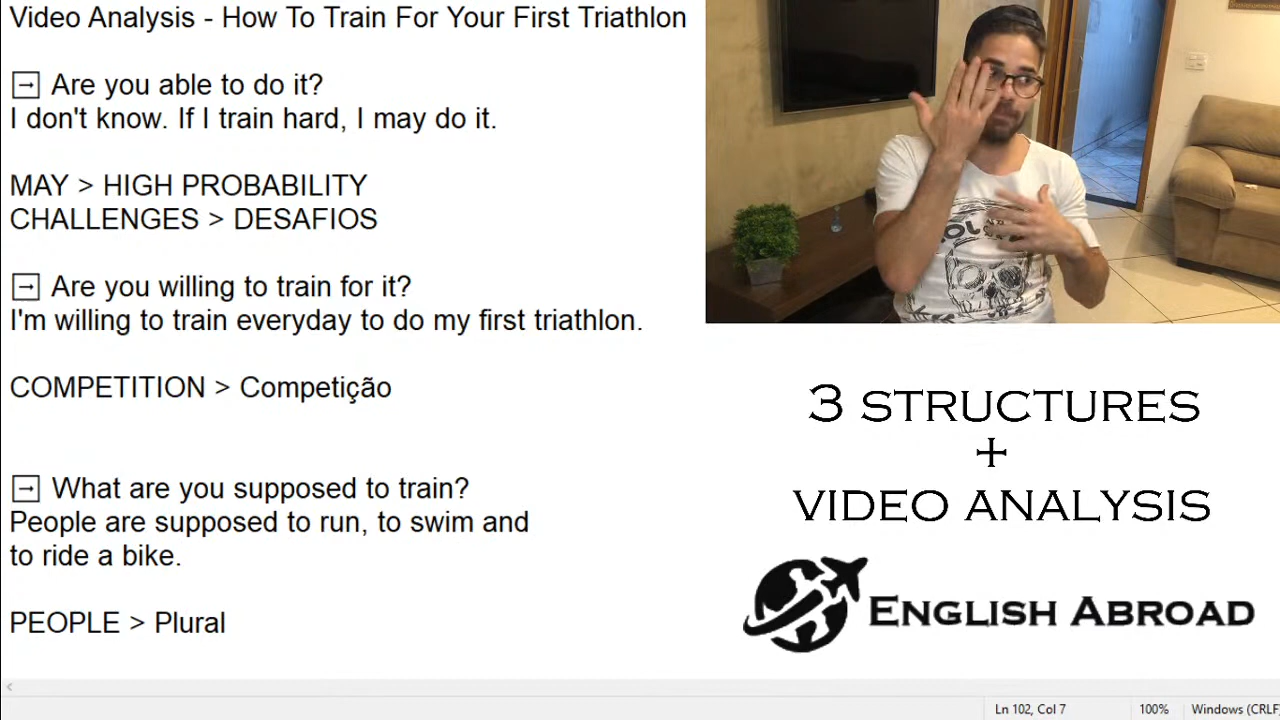 Video Analysis - How To Train For Your First Triathlon
→ Are you able to do it?
I don't know. If I train hard, I may do it.
MAY > HIGH PROBABILITY
CHALLENGES > DESAFIOS
→ Are you willing to train for it?
I'm willing to train everyday to do my first triathlon.
COMPETITION > Competição
→ What are you supposed to train?
People are supposed to run, to swim and
to ride a bike.
PEOPLE > Plural
3 STRUCTURES
+
VIDEO ANALYSIS
ENGLISH ABROAD
Ln 102, Col 7
100%
Windows (CRLF